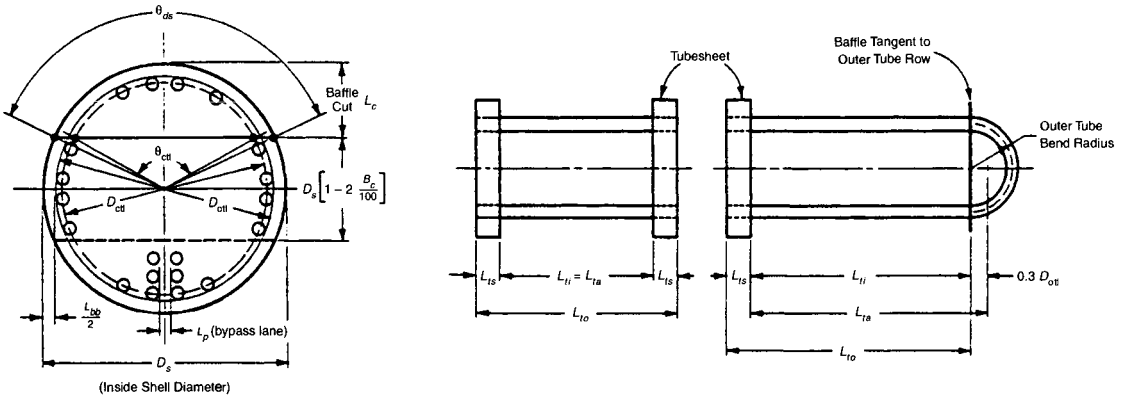 θds
Baffle
Cut Lc
θctl
Dctl
Dotl
Ds [1 − 2 Bc/100]
Lbb/2
Lp (bypass lane)
Ds
(Inside Shell Diameter)
Tubesheet
Baffle Tangent to
Outer Tube Row
Outer Tube
Bend Radius
Lts
Lti = Lta
Lts
Lto
Lts
Lti
0.3 Dotl
Lta
Lto